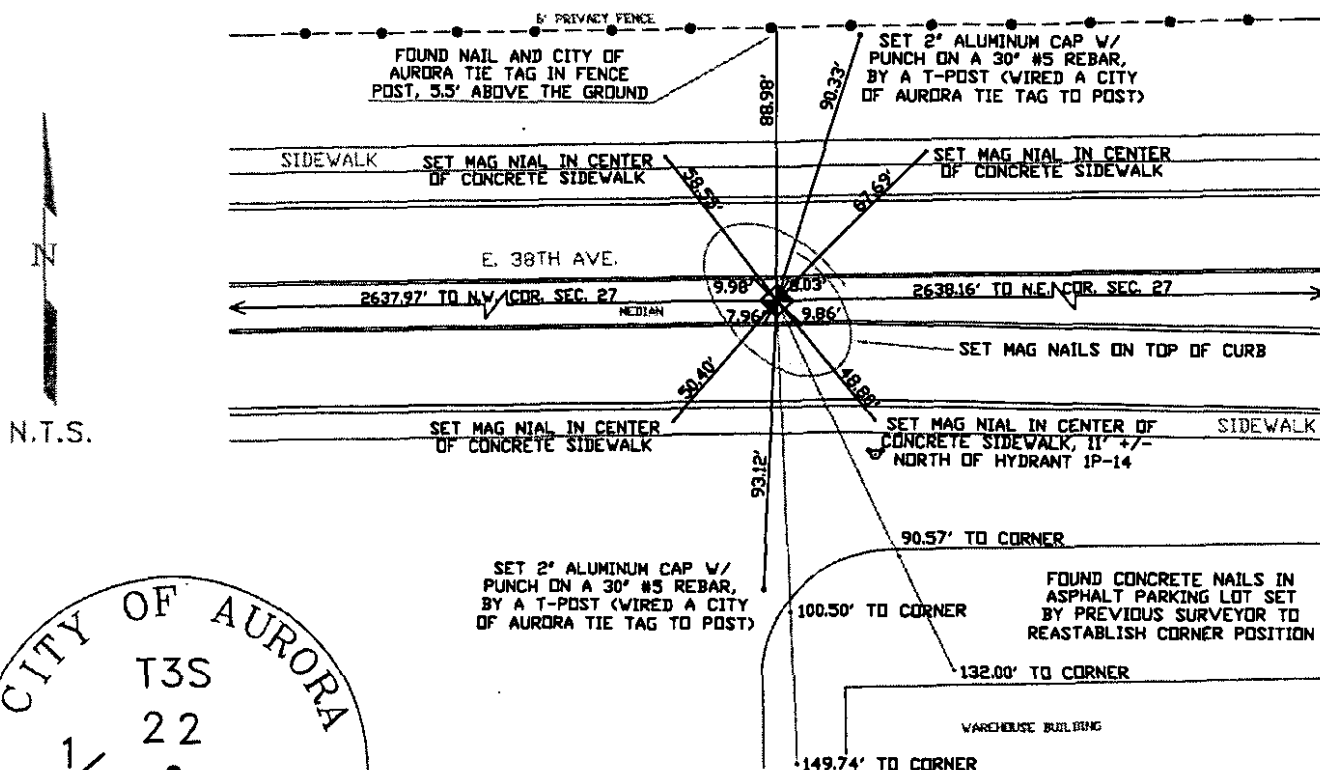 6' PRIVACY FENCE
FOUND NAIL AND CITY OF
AURORA TIE TAG IN FENCE
POST, 5.5' ABOVE THE GROUND
88.98'
90.33'
SET 2" ALUMINUM CAP W/
PUNCH ON A 30" #5 REBAR,
BY A T-POST (WIRED A CITY
OF AURORA TIE TAG TO POST)
SIDEWALK
SET MAG NIAL IN CENTER
OF CONCRETE SIDEWALK
58.53'
67.69'
SET MAG NIAL IN CENTER
OF CONCRETE SIDEWALK
N
E. 38TH AVE.
9.98'
8.03'
2637.97' TO N.W. COR. SEC. 27
2638.16' TO N.E. COR. SEC. 27
MEDIAN
7.96'
9.86'
SET MAG NAILS ON TOP OF CURB
50.40'
48.88'
N.T.S.
SET MAG NIAL IN CENTER
OF CONCRETE SIDEWALK
SET MAG NIAL IN CENTER OF
CONCRETE SIDEWALK, 11' +/-
NORTH OF HYDRANT 1P-14
SIDEWALK
93.12'
90.57' TO CORNER
SET 2" ALUMINUM CAP W/
PUNCH ON A 30" #5 REBAR,
BY A T-POST (WIRED A CITY
OF AURORA TIE TAG TO POST)
100.50' TO CORNER
FOUND CONCRETE NAILS IN
ASPHALT PARKING LOT SET
BY PREVIOUS SURVEYOR TO
REASTABLISH CORNER POSITION
132.00' TO CORNER
WAREHOUSE BUILDING
149.74' TO CORNER
CITY OF AURORA
T3S
22
1/